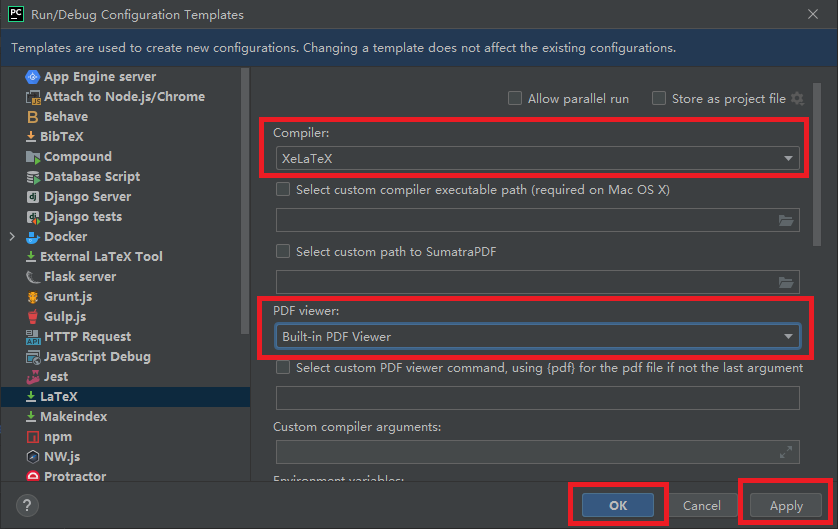 PC Run/Debug Configuration Templates
Templates are used to create new configurations. Changing a template does not affect the existing configurations.
App Engine server
Attach to Node.js/Chrome
Behave
BibTeX
Compound
Database Script
Django Server
Django tests
Docker
External LaTeX Tool
Flask server
Grunt.js
Gulp.js
HTTP Request
JavaScript Debug
Jest
LaTeX
Makeindex
npm
NW.js
Protractor
Allow parallel run
Store as project file
Compiler:
XeLaTeX
Select custom compiler executable path (required on Mac OS X)
Select custom path to SumatraPDF
PDF viewer:
Built-in PDF Viewer
Select custom PDF viewer command, using {pdf} for the pdf file if not the last argument
Custom compiler arguments:
Environment variables:
?
OK
Cancel
Apply